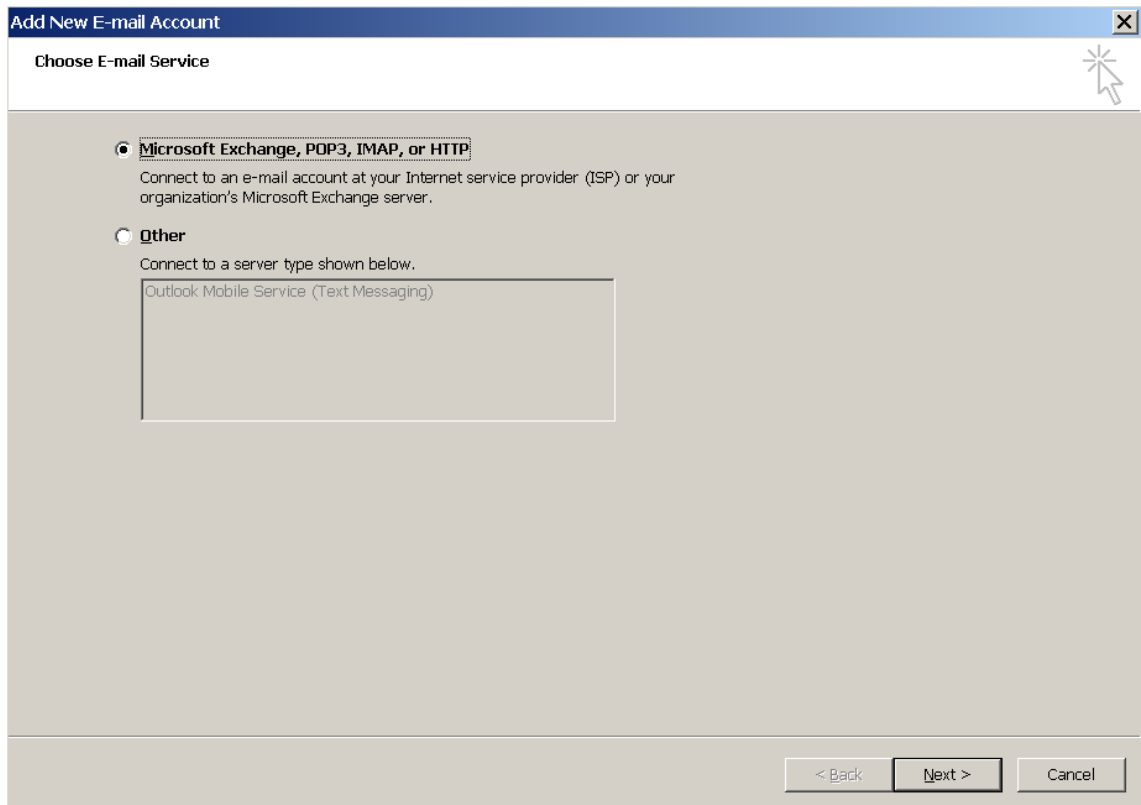 Add New E-mail Account
Choose E-mail Service
Microsoft Exchange, POP3, IMAP, or HTTP
Connect to an e-mail account at your Internet service provider (ISP) or your
organization's Microsoft Exchange server.
Other
Connect to a server type shown below.
Outlook Mobile Service (Text Messaging)
< Back
Next >
Cancel